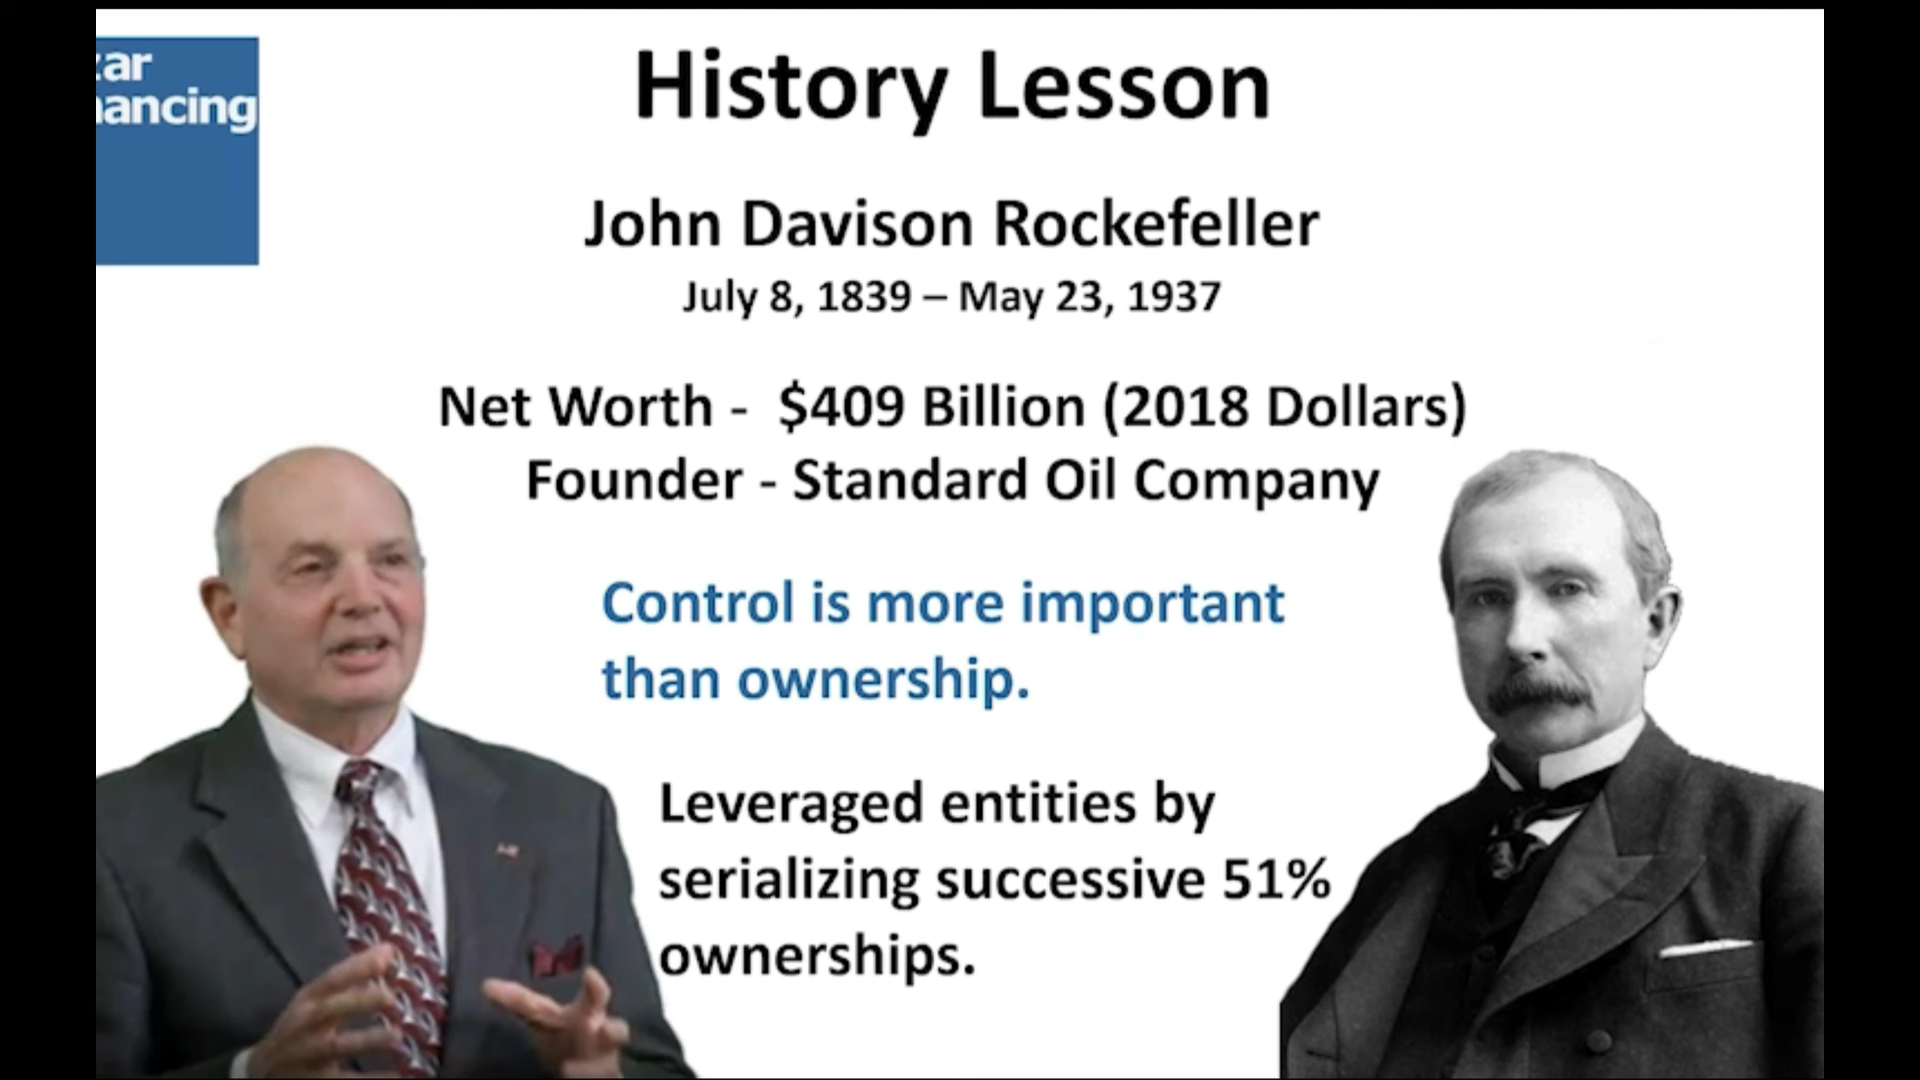 zar
nancing
History Lesson
John Davison Rockefeller
July 8, 1839 – May 23, 1937
Net Worth - $409 Billion (2018 Dollars)
Founder - Standard Oil Company
Control is more important
than ownership.
Leveraged entities by
serializing successive 51%
ownerships.